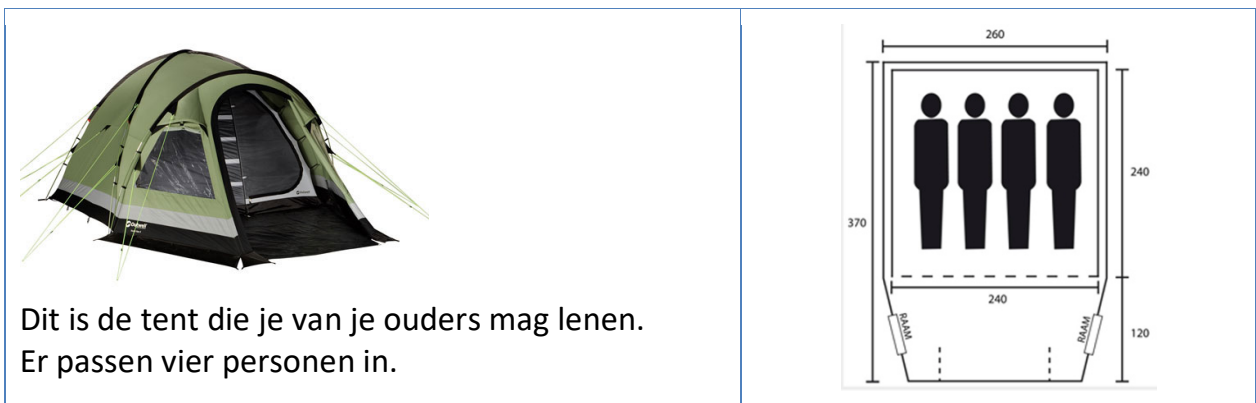 Outwell
Dit is de tent die je van je ouders mag lenen.
Er passen vier personen in.
260
240
370
240
RAAM
RAAM
120